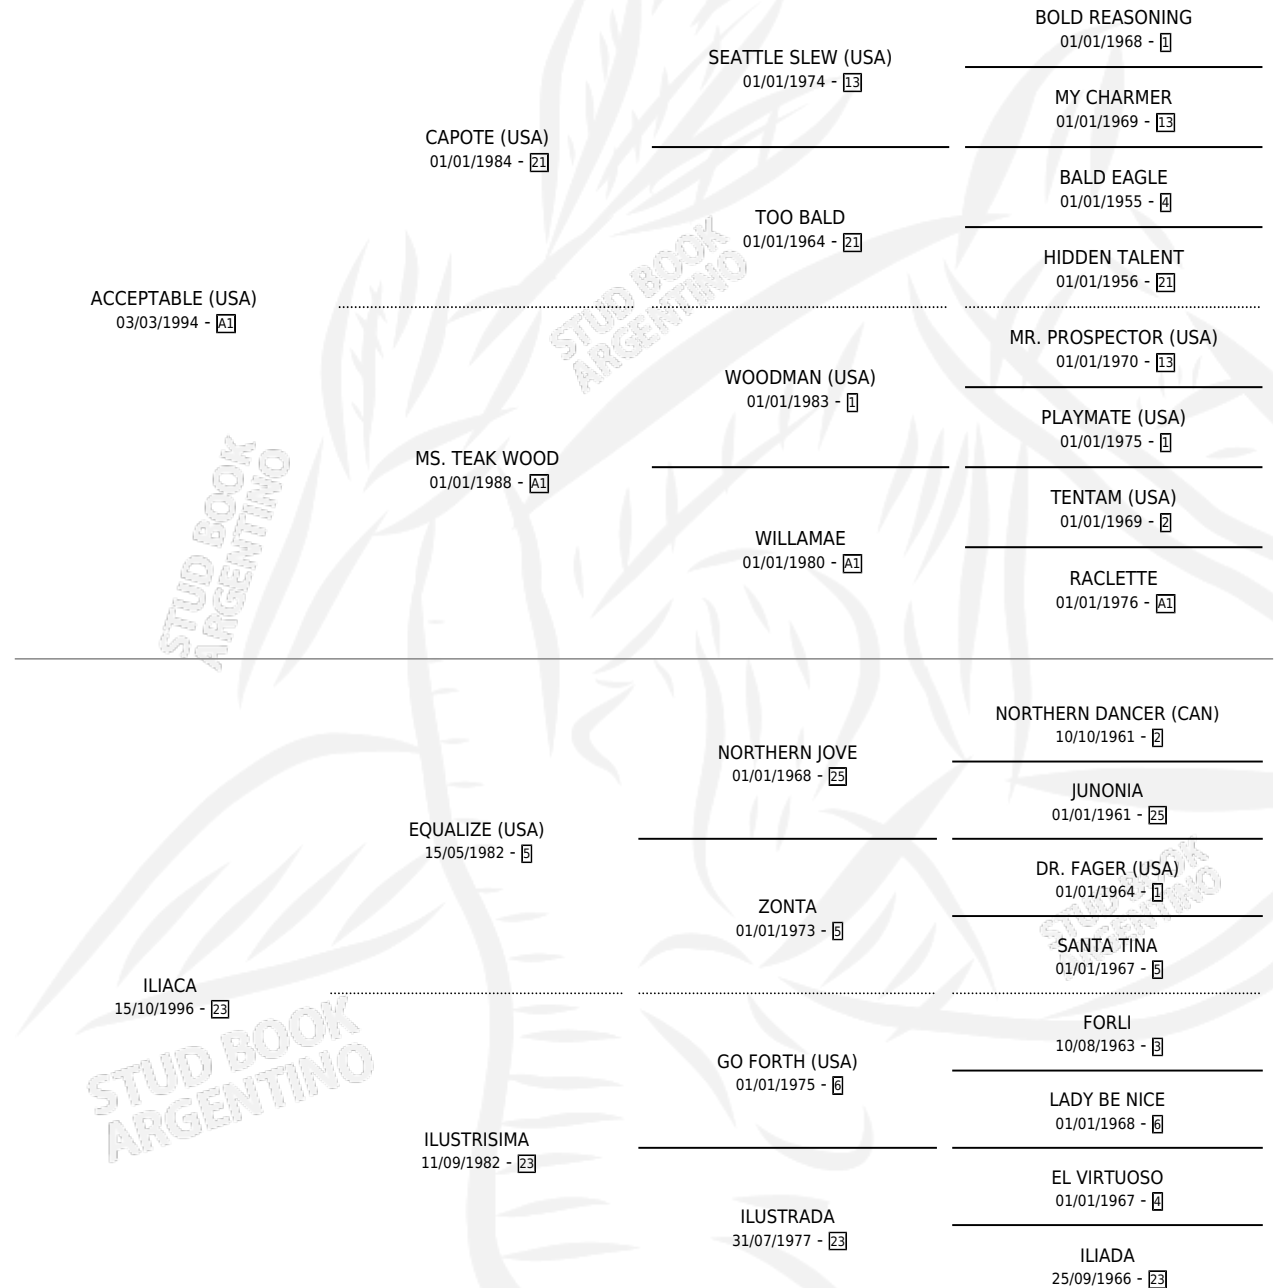 BOLD REASONING
01/01/1968 - 1
SEATTLE SLEW (USA)
01/01/1974 - 13
MY CHARMER
01/01/1969 - 13
CAPOTE (USA)
01/01/1984 - 21
BALD EAGLE
01/01/1955 - 4
TOO BALD
01/01/1964 - 21
HIDDEN TALENT
01/01/1956 - 21
ACCEPTABLE (USA)
03/03/1994 - A1
MR. PROSPECTOR (USA)
01/01/1970 - 13
WOODMAN (USA)
01/01/1983 - 1
PLAYMATE (USA)
01/01/1975 - 1
MS. TEAK WOOD
01/01/1988 - A1
TENTAM (USA)
01/01/1969 - 2
WILLAMAE
01/01/1980 - A1
RACLETTE
01/01/1976 - A1
NORTHERN DANCER (CAN)
10/10/1961 - 2
NORTHERN JOVE
01/01/1968 - 25
JUNONIA
01/01/1961 - 25
EQUALIZE (USA)
15/05/1982 - 5
DR. FAGER (USA)
01/01/1964 - 1
ZONTA
01/01/1973 - 5
SANTA TINA
01/01/1967 - 5
ILIACA
15/10/1996 - 23
FORLI
10/08/1963 - 3
GO FORTH (USA)
01/01/1975 - 6
LADY BE NICE
01/01/1968 - 6
ILUSTRISIMA
11/09/1982 - 23
EL VIRTUOSO
01/01/1967 - 4
ILUSTRADA
31/07/1977 - 23
ILIADA
25/09/1966 - 23
STUD BOOK
ARGENTINO
STUD BOOK
ARGENTINO
STUD BOOK
ARGENTINO
STUD BOOK
ARGENTINO